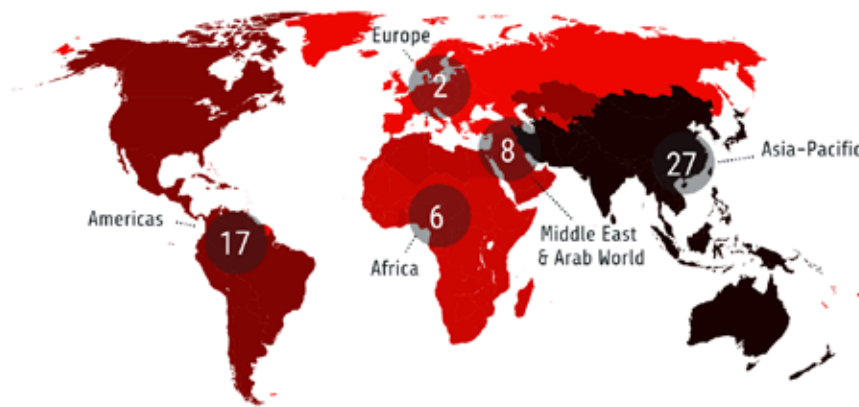 Europe
2
8
27
Asia-Pacific
Americas
17
6
Africa
Middle East
& Arab World